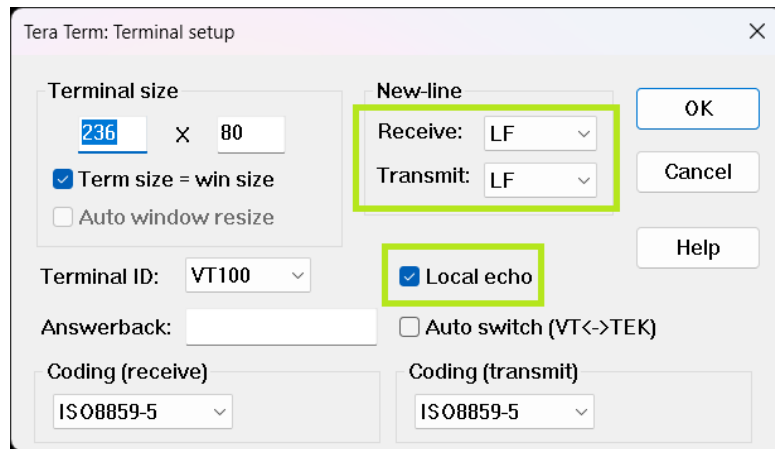 Tera Term: Terminal setup
Terminal size
236 X 80
Term size = win size
Auto window resize
New-line
Receive: LF
Transmit: LF
OK
Cancel
Help
Terminal ID: VT100
Local echo
Answerback:
Auto switch (VT<->TEK)
Coding (receive)
ISO8859-5
Coding (transmit)
ISO8859-5